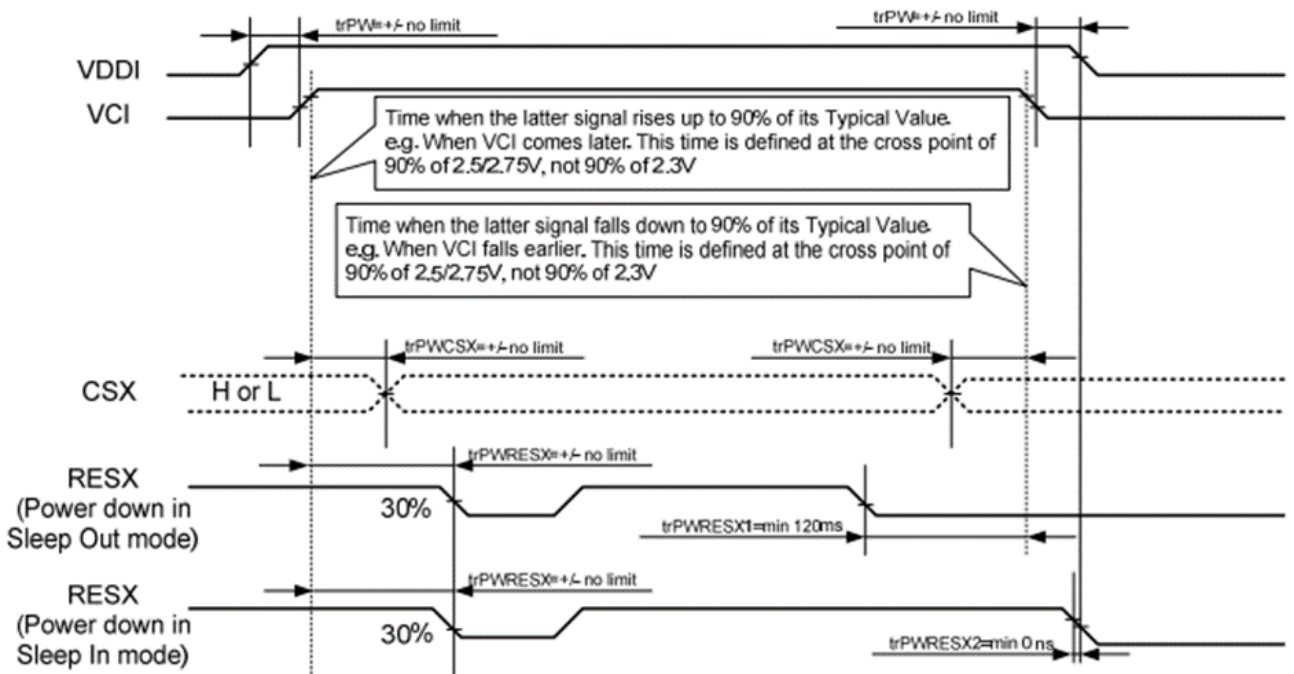 trPW=+/- no limit
trPW=+/- no limit
VDDI
VCI
Time when the latter signal rises up to 90% of its Typical Value.
e.g. When VCI comes later. This time is defined at the cross point of
90% of 2.5/2.75V, not 90% of 2.3V
Time when the latter signal falls down to 90% of its Typical Value.
e.g. When VCI falls earlier. This time is defined at the cross point of
90% of 2.5/2.75V, not 90% of 2.3V
trPWCSX=+/- no limit
trPWCSX=+/- no limit
CSX
H or L
trPWRESX=+/- no limit
RESX
(Power down in
Sleep Out mode)
30%
trPWRESX1=min 120ms
trPWRESX=+/- no limit
RESX
(Power down in
Sleep In mode)
30%
trPWRESX2=min 0 ns